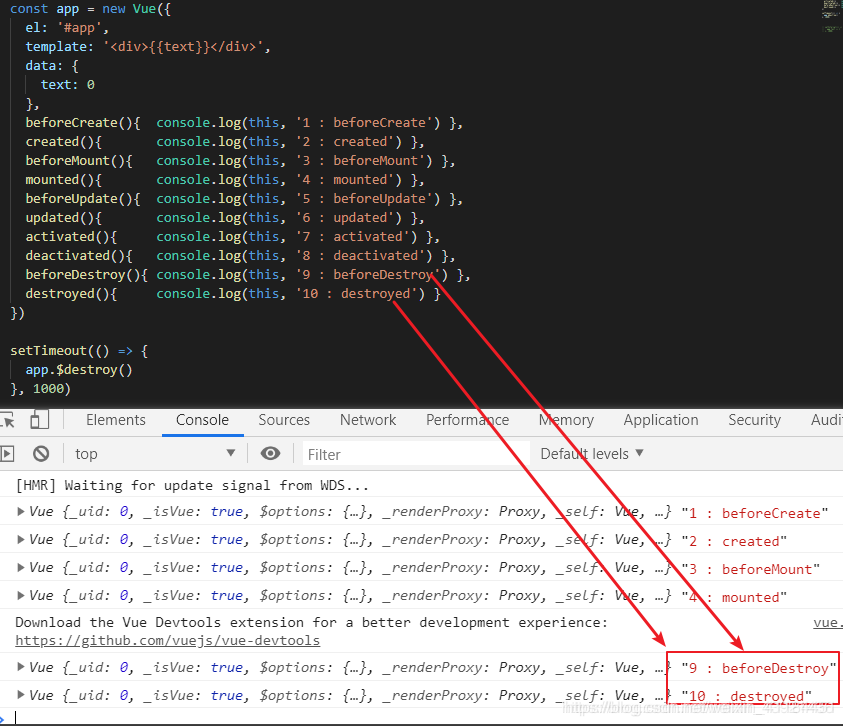 const app = new Vue({
el: '#app',
template: '<div>{{text}}</div>',
data: {
text: 0
},
beforeCreate(){ console.log(this, '1 : beforeCreate') },
created(){ console.log(this, '2 : created') },
beforeMount(){ console.log(this, '3 : beforeMount') },
mounted(){ console.log(this, '4 : mounted') },
beforeUpdate(){ console.log(this, '5 : beforeUpdate') },
updated(){ console.log(this, '6 : updated') },
activated(){ console.log(this, '7 : activated') },
deactivated(){ console.log(this, '8 : deactivated') },
beforeDestroy(){ console.log(this, '9 : beforeDestroy') },
destroyed(){ console.log(this, '10 : destroyed') }
})
setTimeout(() => {
app.$destroy()
}, 1000)
Elements Console Sources Network Performance Memory Application Security Audi
top Filter Default levels
[HMR] Waiting for update signal from WDS...
Vue {_uid: 0, _isVue: true, $options: {…}, _renderProxy: Proxy, _self: Vue, …} "1 : beforeCreate"
Vue {_uid: 0, _isVue: true, $options: {…}, _renderProxy: Proxy, _self: Vue, …} "2 : created"
Vue {_uid: 0, _isVue: true, $options: {…}, _renderProxy: Proxy, _self: Vue, …} "3 : beforeMount"
Vue {_uid: 0, _isVue: true, $options: {…}, _renderProxy: Proxy, _self: Vue, …} "4 : mounted"
Download the Vue Devtools extension for a better development experience: vue.
https://github.com/vuejs/vue-devtools
Vue {_uid: 0, _isVue: true, $options: {…}, _renderProxy: Proxy, _self: Vue, …} "9 : beforeDestroy"
Vue {_uid: 0, _isVue: true, $options: {…}, _renderProxy: Proxy, _self: Vue, …} "10 : destroyed"